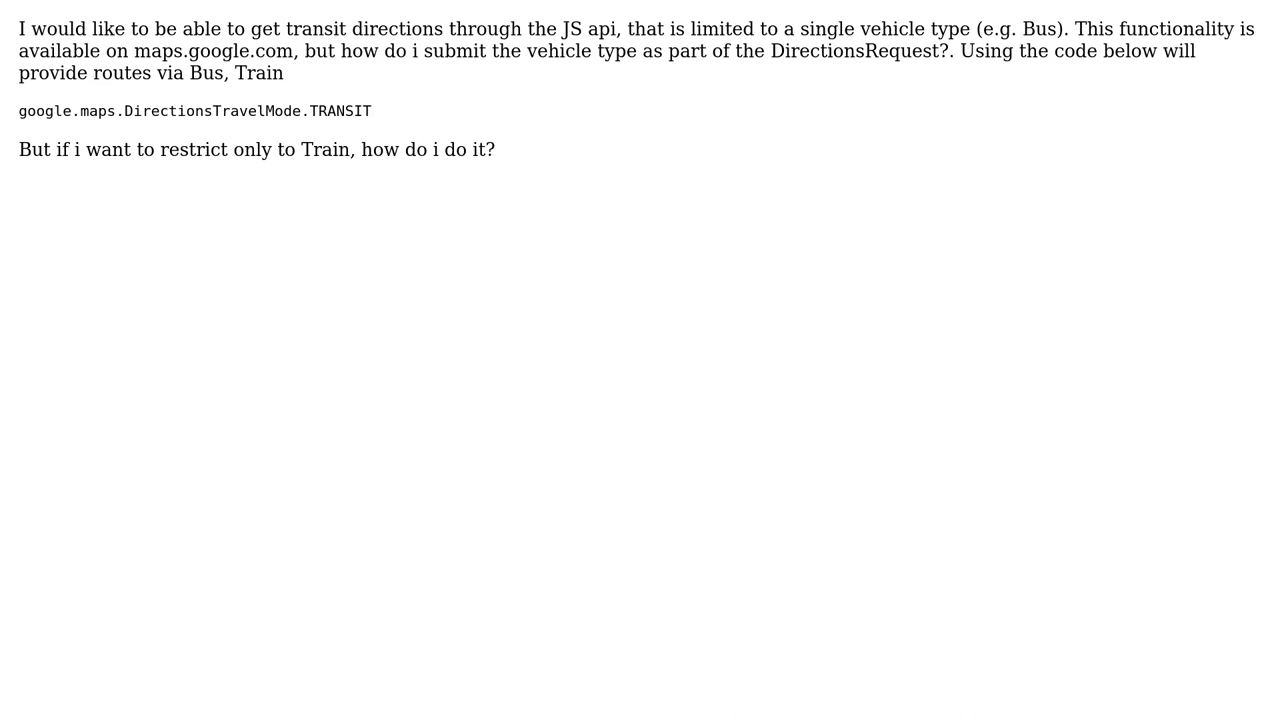 I would like to be able to get transit directions through the JS api, that is limited to a single vehicle type (e.g. Bus). This functionality is
available on maps.google.com, but how do i submit the vehicle type as part of the DirectionsRequest?. Using the code below will
provide routes via Bus, Train
google.maps.DirectionsTravelMode.TRANSIT
But if i want to restrict only to Train, how do i do it?